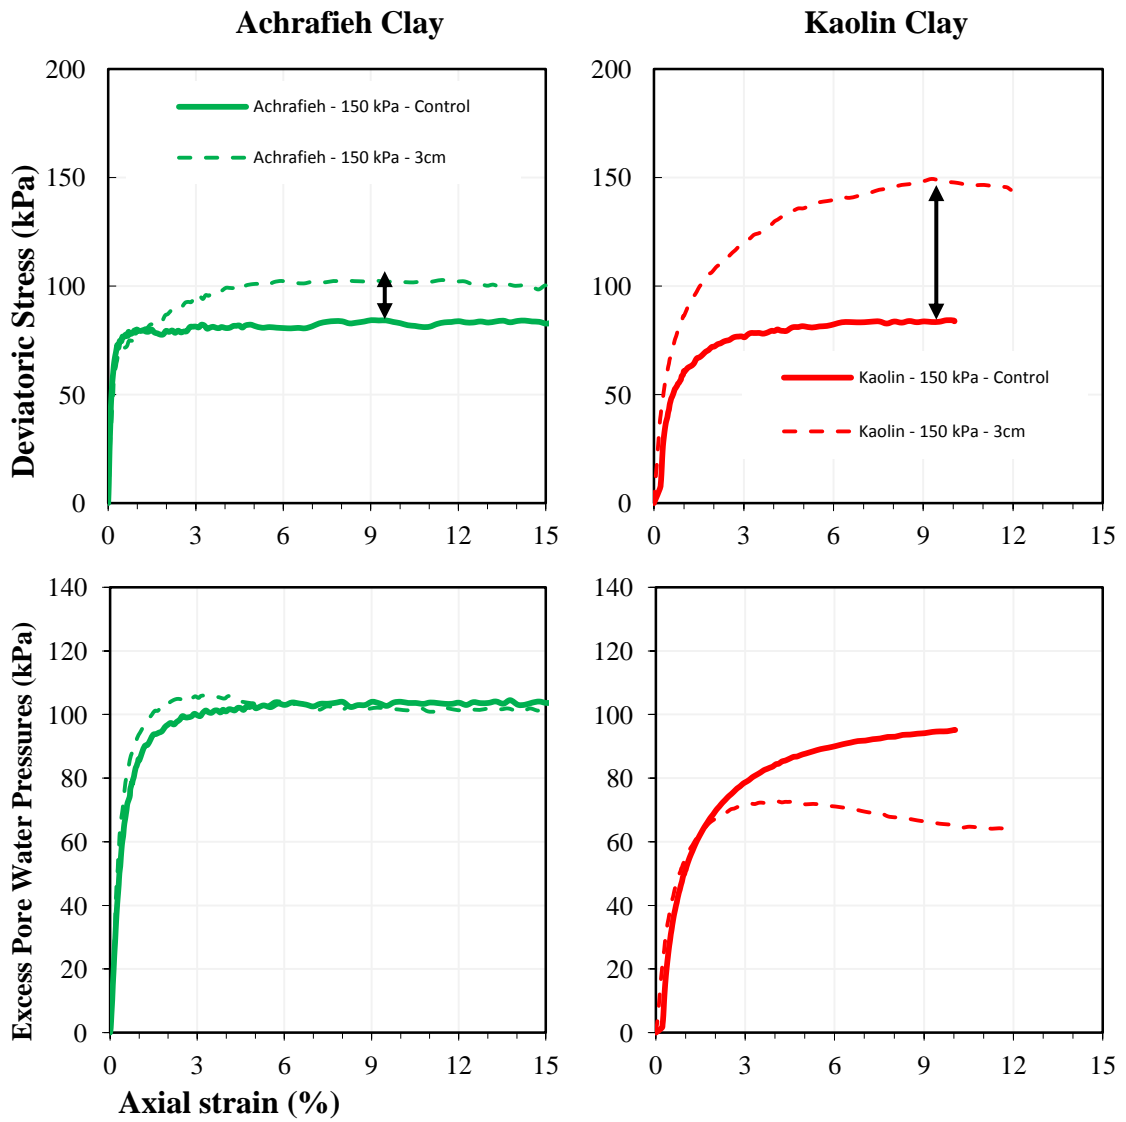 Achrafieh Clay
Kaolin Clay
Deviatoric Stress (kPa)
200
150
100
50
0
0 3 6 9 12 15
Achrafieh - 150 kPa - Control
Achrafieh - 150 kPa - 3cm
200
150
100
50
0
0 3 6 9 12 15
Kaolin - 150 kPa - Control
Kaolin - 150 kPa - 3cm
Excess Pore Water Pressures (kPa)
140
120
100
80
60
40
20
0
0 3 6 9 12 15
140
120
100
80
60
40
20
0
0 3 6 9 12 15
Axial strain (%)